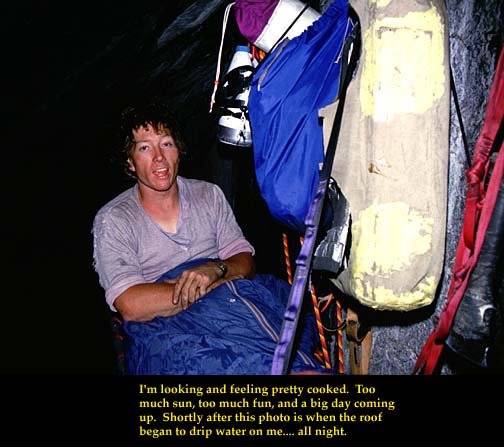 I'm looking and feeling pretty cooked.  Too
much sun, too much fun, and a big day coming
up.  Shortly after this photo is when the roof
began to drip water on me.... all night.